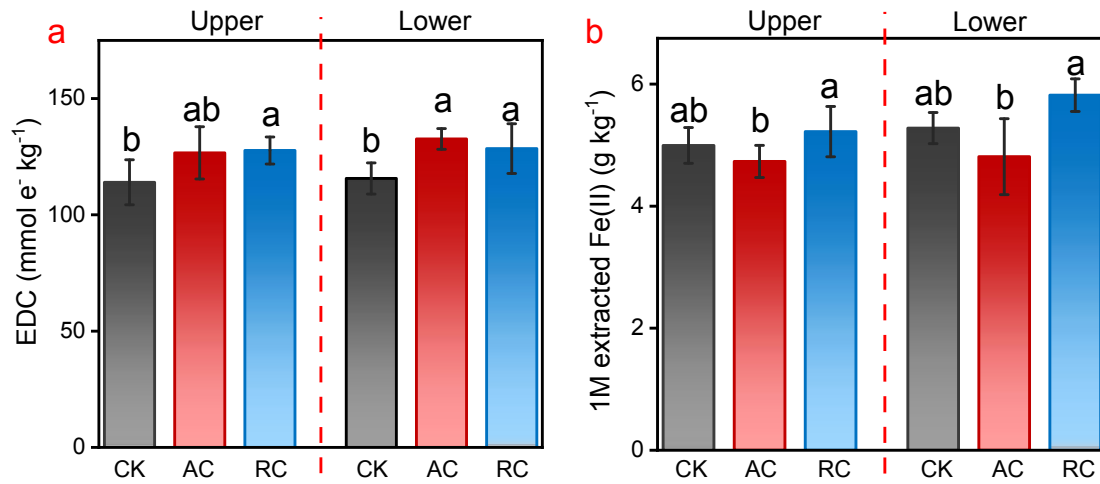 a
Upper
Lower
EDC (mmol e⁻ kg⁻¹)
150
100
50
0
b
ab
a
b
a
a
CK
AC
RC
CK
AC
RC
b
Upper
Lower
1M extracted Fe(II) (g kg⁻¹)
6
4
2
0
ab
b
a
ab
b
a
CK
AC
RC
CK
AC
RC